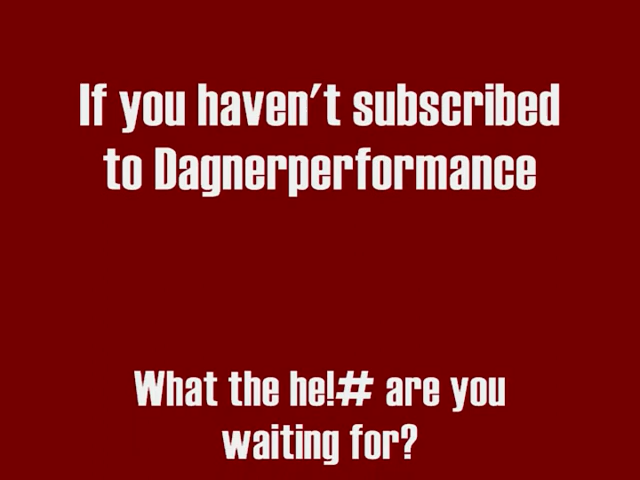 If you haven't subscribed
to Dagnerperformance
What the he!# are you
waiting for?